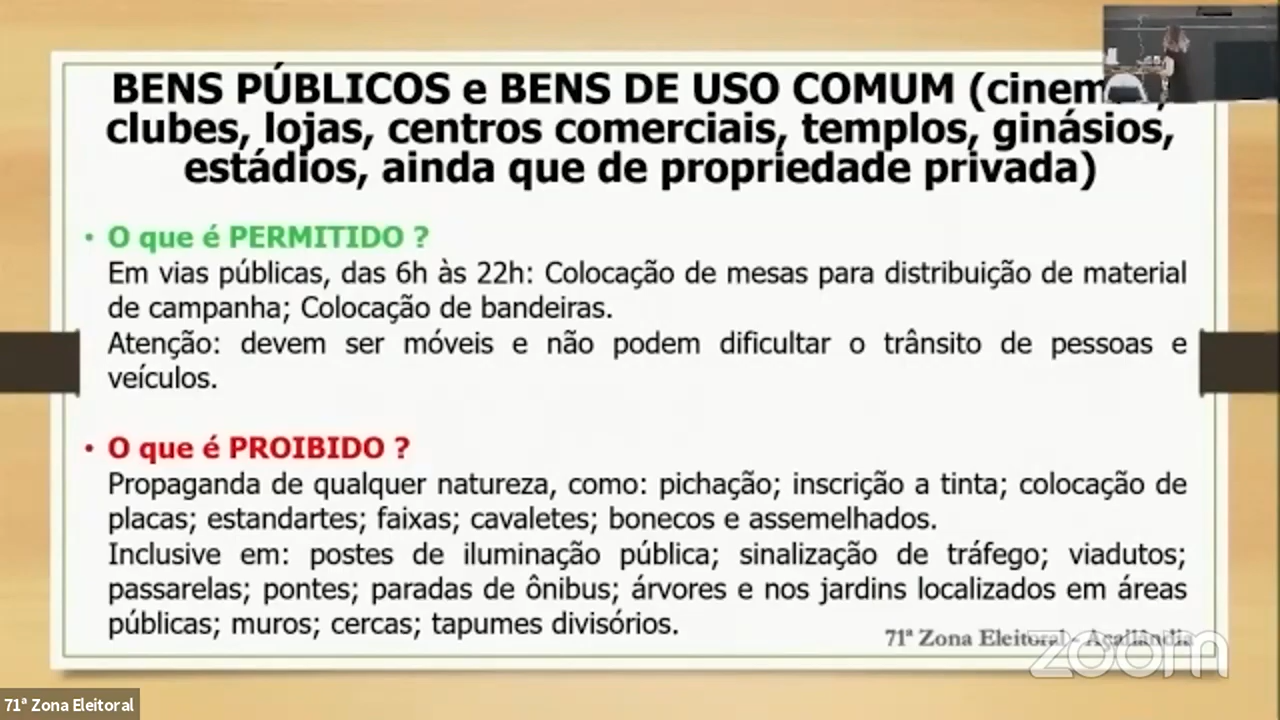 BENS PÚBLICOS e BENS DE USO COMUM
clubes, lojas, centros comerciais, templos, ginásios,
estádios, ainda que de propriedade privada)
• O que é PERMITIDO ?
Em vias públicas, das 6h às 22h: Colocação de mesas para distribuição de material
de campanha; Colocação de bandeiras.
Atenção: devem ser móveis e não podem dificultar o trânsito de pessoas e
veículos.
• O que é PROIBIDO ?
Propaganda de qualquer natureza, como: pichação; inscrição a tinta; colocação de
placas; estandartes; faixas; cavaletes; bonecos e assemelhados.
Inclusive em: postes de iluminação pública; sinalização de tráfego; viadutos;
passarelas; pontes; paradas de ônibus; árvores e nos jardins localizados em áreas
públicas; muros; cercas; tapumes divisórios.
71ª Zona Eleitoral - Açailândia
zoom
71ª Zona Eleitoral